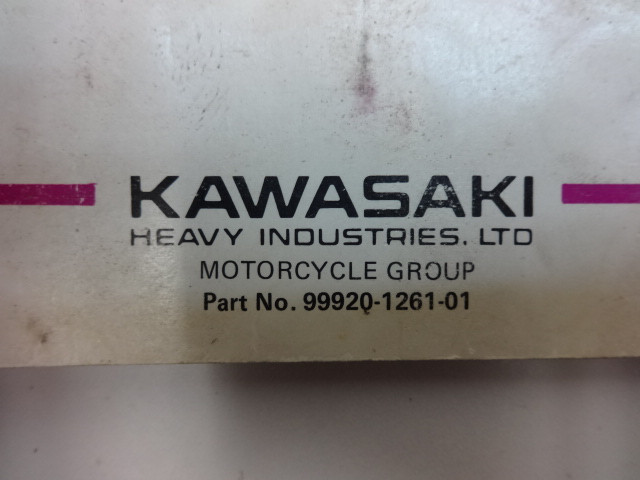 KAWASAKI
HEAVY INDUSTRIES, LTD
MOTORCYCLE GROUP
Part No. 99920-1261-01